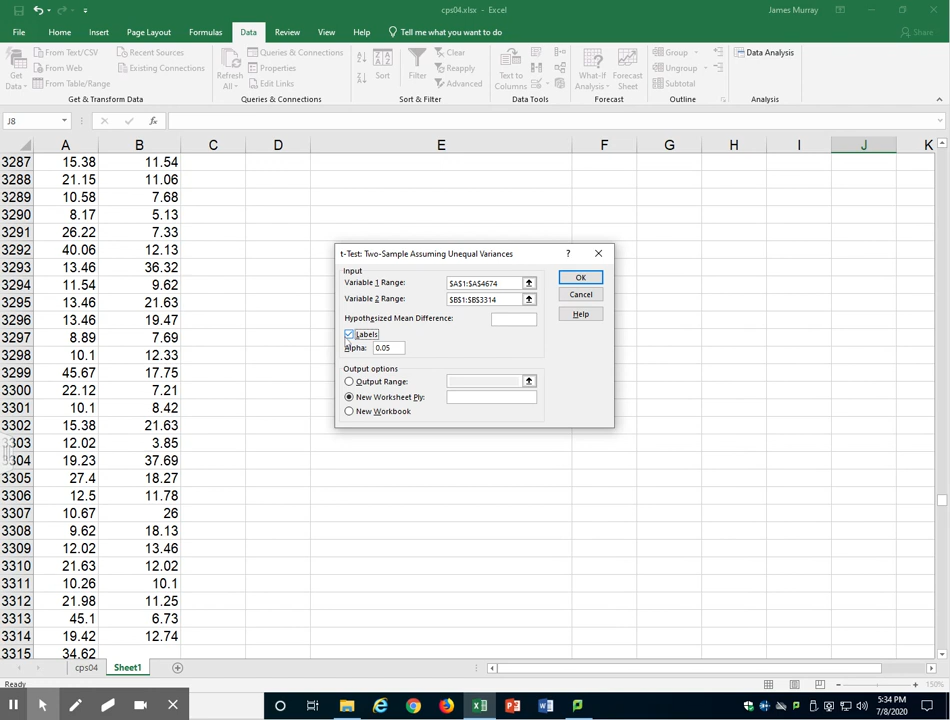 cps04.xlsx - Excel
James Murray
File Home Insert Page Layout Formulas Data Review View Help Tell me what you want to do Share
Get Data
From Text/CSV
From Web
From Table/Range
Recent Sources
Existing Connections
Get & Transform Data
Refresh All
Queries & Connections
Properties
Edit Links
Queries & Connections
Sort
Filter
Clear
Reapply
Advanced
Sort & Filter
Text to Columns
Data Tools
What-If Analysis
Forecast Sheet
Forecast
Group
Ungroup
Subtotal
Outline
Data Analysis
Analysis
J8
fx
A B C D E F G H I J K
3287 15.38 11.54
3288 21.15 11.06
3289 10.58 7.68
3290 8.17 5.13
3291 26.22 7.33
3292 40.06 12.13
3293 13.46 36.32
3294 11.54 9.62
3295 13.46 21.63
3296 13.46 19.47
3297 8.89 7.69
3298 10.1 12.33
3299 45.67 17.75
3300 22.12 7.21
3301 10.1 8.42
3302 15.38 21.63
3303 12.02 3.85
3304 19.23 37.69
3305 27.4 18.27
3306 12.5 11.78
3307 10.67 26
3308 9.62 18.13
3309 12.02 13.46
3310 21.63 12.02
3311 10.26 10.1
3312 21.98 11.25
3313 45.1 6.73
3314 19.42 12.74
3315 34.62
t-Test: Two-Sample Assuming Unequal Variances ?
Input
Variable 1 Range: $A$1:$A$4674
Variable 2 Range: $B$1:$B$3314
Hypothesized Mean Difference:
Labels
Alpha: 0.05
Output options
Output Range:
New Worksheet Ply:
New Workbook
OK
Cancel
Help
cps04 Sheet1
Ready
150%
5:34 PM
7/8/2020